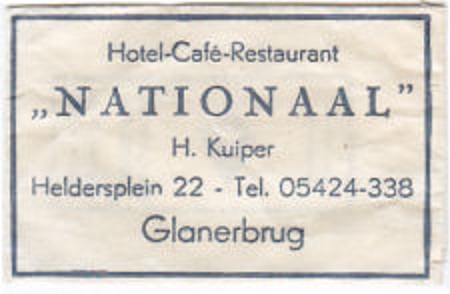 Hotel-Café-Restaurant
„NATIONAAL”
H. Kuiper
Heldersplein 22 - Tel. 05424-338
Glanerbrug